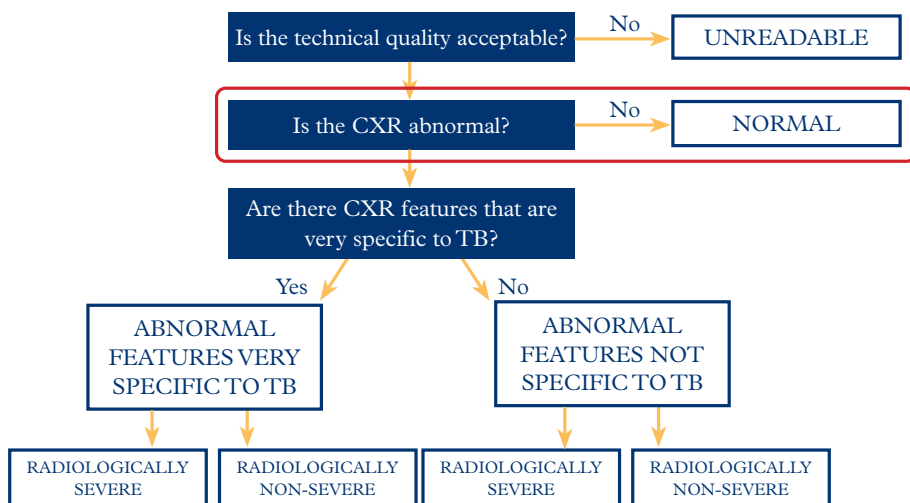 Is the technical quality acceptable?
No
UNREADABLE
Is the CXR abnormal?
No
NORMAL
Are there CXR features that are
very specific to TB?
Yes
No
ABNORMAL
FEATURES VERY
SPECIFIC TO TB
ABNORMAL
FEATURES NOT
SPECIFIC TO TB
RADIOLOGICALLY
SEVERE
RADIOLOGICALLY
NON-SEVERE
RADIOLOGICALLY
SEVERE
RADIOLOGICALLY
NON-SEVERE